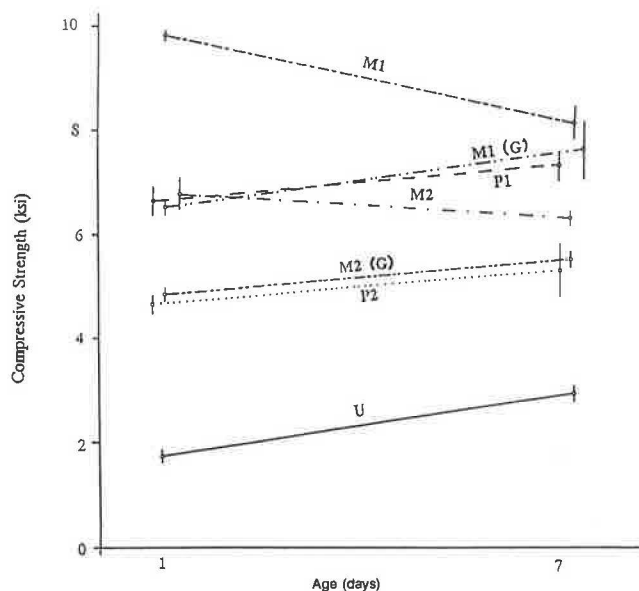 10
M1
8
M1 (G)
P1
M2
6
M2 (G)
P2
4
U
2
0
1
7
Compressive Strength (ksi)
Age (days)